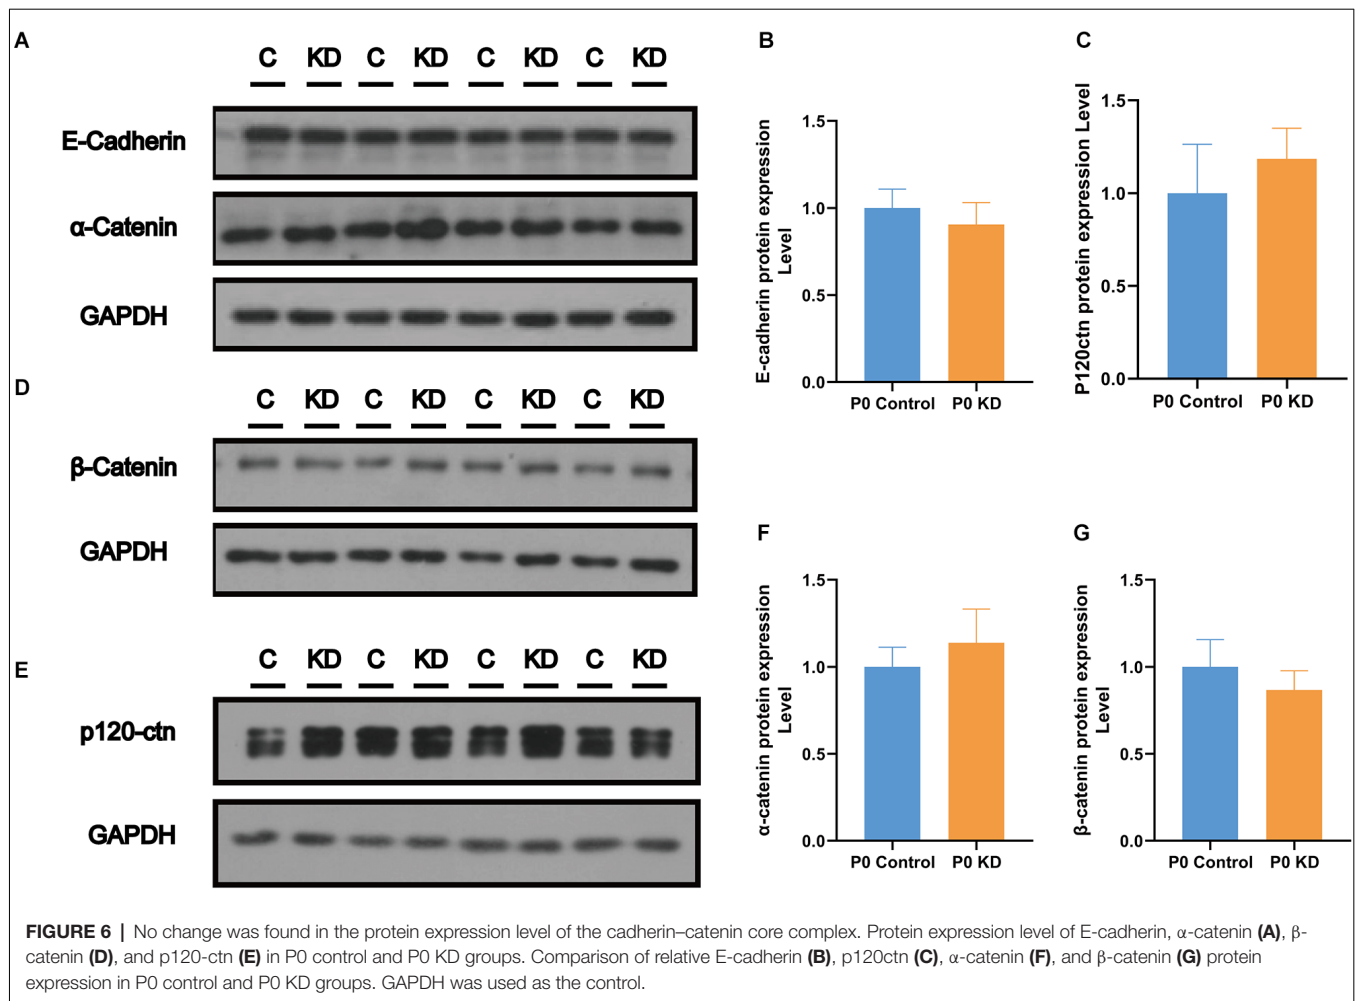 A
C KD C KD C KD C KD
E-Cadherin
α-Catenin
GAPDH
B
E-cadherin protein expression
Level
1.5
1.0
0.5
0.0
P0 Control P0 KD
C
P120ctn protein expression Level
1.5
1.0
0.5
0.0
P0 Control P0 KD
D
C KD C KD C KD C KD
β-Catenin
GAPDH
E
C KD C KD C KD C KD
p120-ctn
GAPDH
F
α-catenin protein expression
Level
1.5
1.0
0.5
0.0
P0 Control P0 KD
G
β-catenin protein expression
Level
1.5
1.0
0.5
0.0
P0 Control P0 KD
FIGURE 6 | No change was found in the protein expression level of the cadherin–catenin core complex. Protein expression level of E-cadherin, α-catenin (A), β-
catenin (D), and p120-ctn (E) in P0 control and P0 KD groups. Comparison of relative E-cadherin (B), p120ctn (C), α-catenin (F), and β-catenin (G) protein
expression in P0 control and P0 KD groups. GAPDH was used as the control.